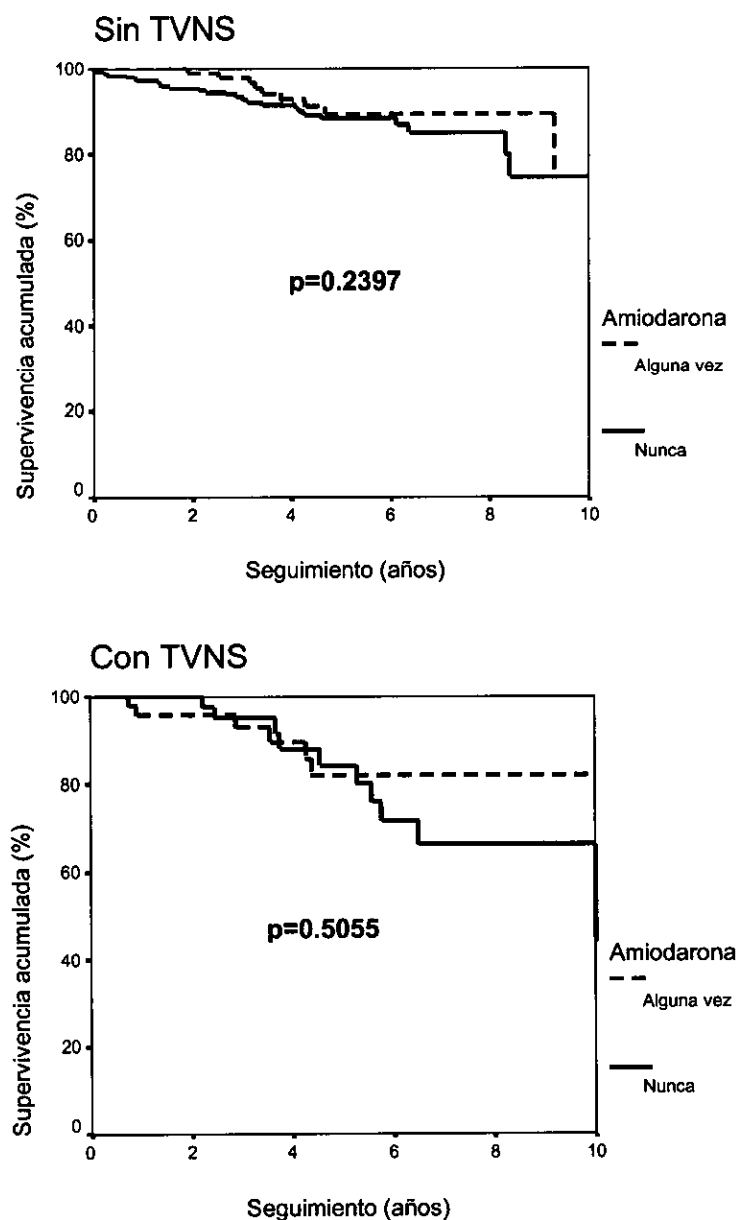 Sin TVNS
100
80
60
40
20
0
Supervivencia acumulada (%)
p=0.2397
0 2 4 6 8 10
Seguimiento (años)
Amiodarona
Alguna vez
Nunca
Con TVNS
100
80
60
40
20
0
Supervivencia acumulada (%)
p=0.5055
0 2 4 6 8 10
Seguimiento (años)
Amiodarona
Alguna vez
Nunca